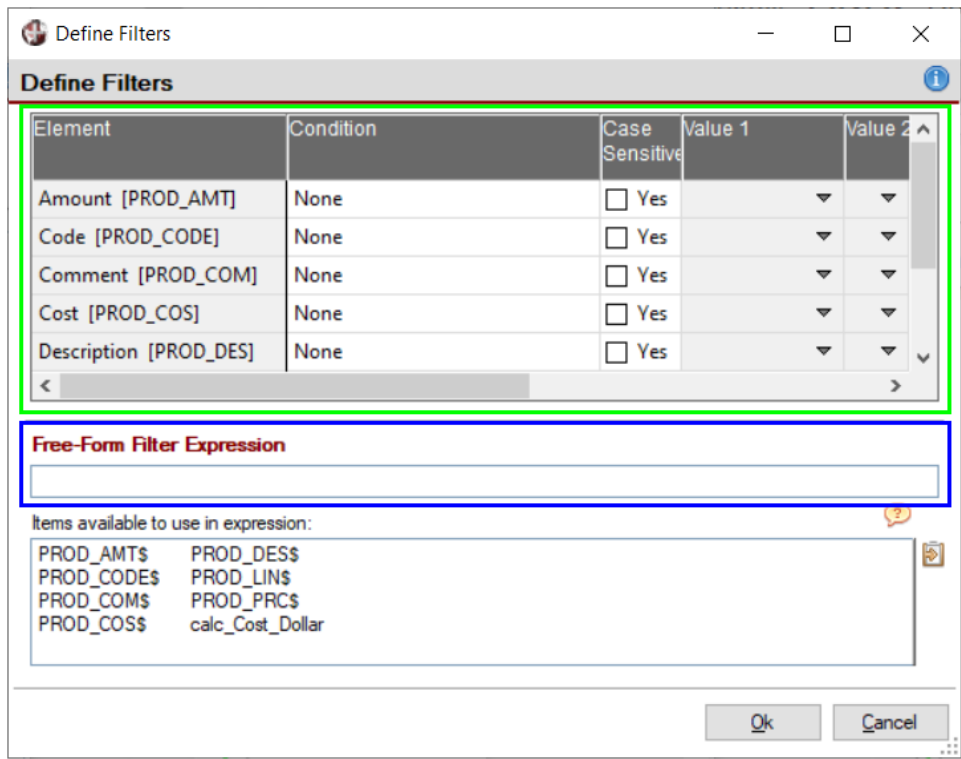 Define Filters
Define Filters
Element Condition Case Sensitive Value 1 Value 2
Amount [PROD_AMT] None Yes
Code [PROD_CODE] None Yes
Comment [PROD_COM] None Yes
Cost [PROD_COS] None Yes
Description [PROD_DES] None Yes
Free-Form Filter Expression
Items available to use in expression:
PROD_AMT$ PROD_DES$
PROD_CODE$ PROD_LIN$
PROD_COM$ PROD_PRC$
PROD_COS$ calc_Cost_Dollar
Ok Cancel